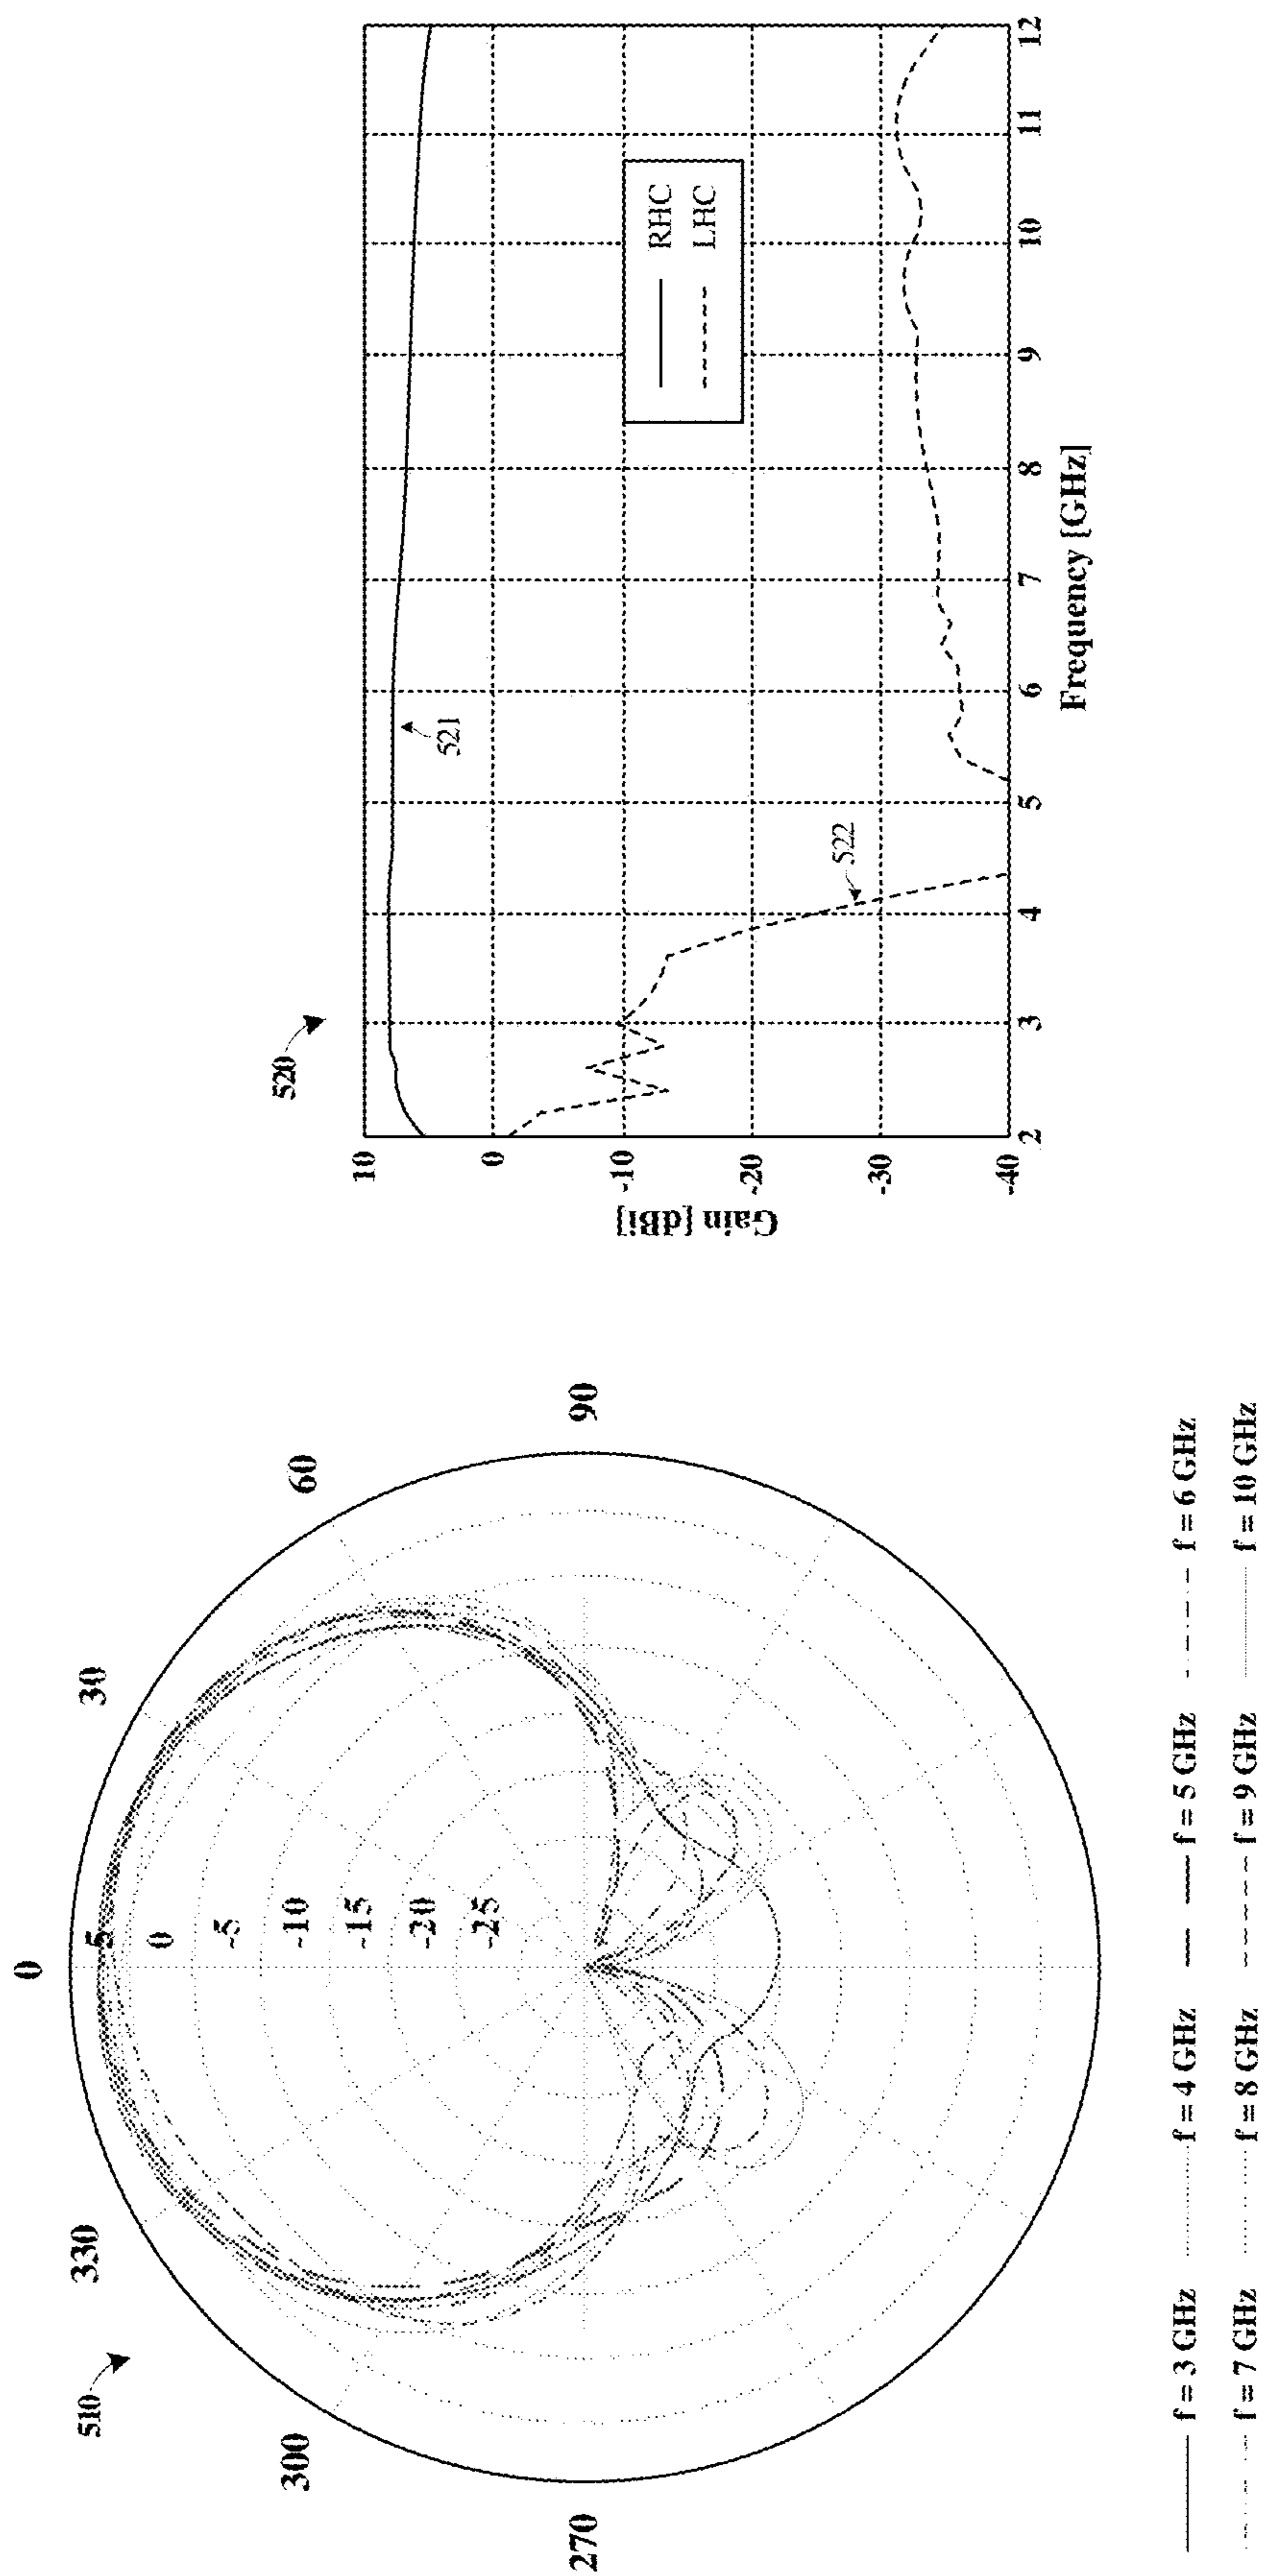 510
0
30
60
90
270
300
330
5
0
-5
-10
-15
-20
-25
f = 3 GHz
f = 4 GHz
f = 5 GHz
f = 6 GHz
f = 7 GHz
f = 8 GHz
f = 9 GHz
f = 10 GHz
520
10
0
-10
-20
-30
-40
Gain [dBi]
521
522
RHC
LHC
2 3 4 5 6 7 8 9 10 11 12
Frequency [GHz]